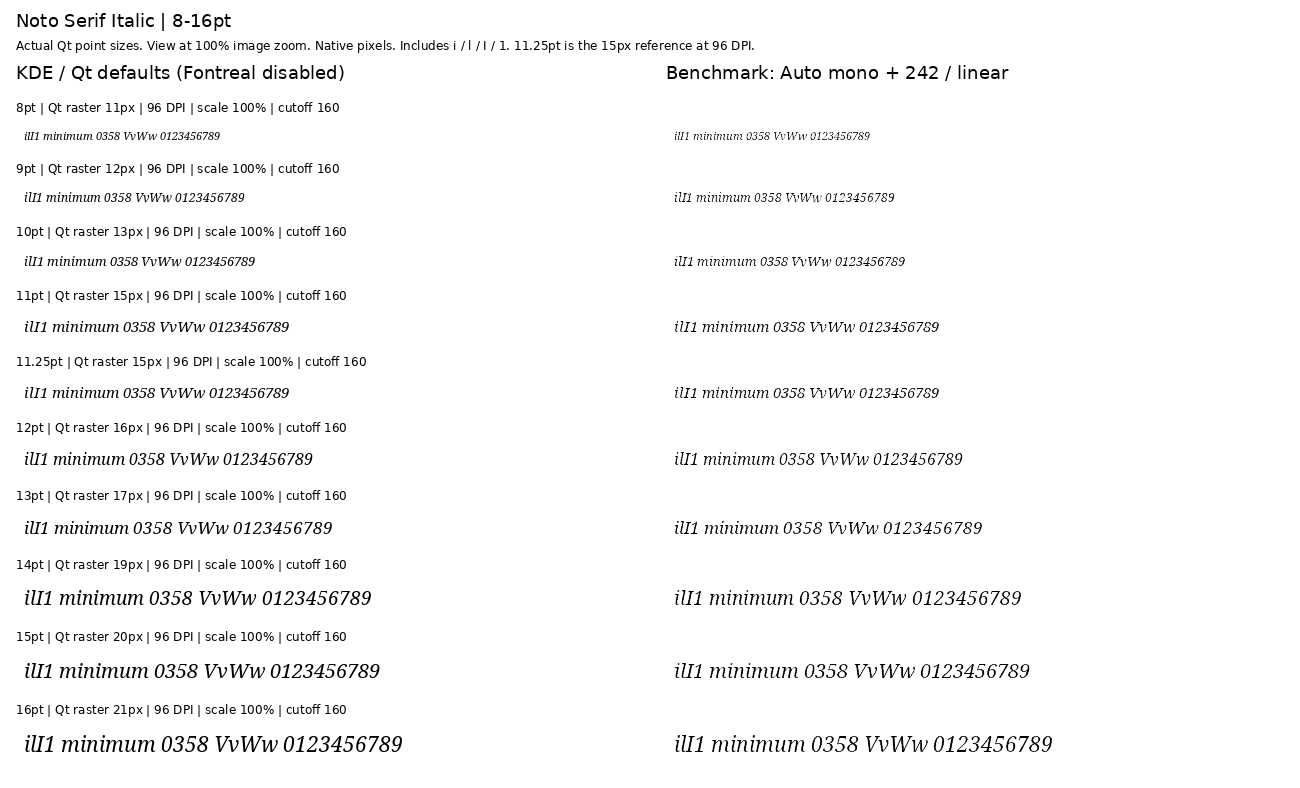 Noto Serif Italic | 8-16pt
Actual Qt point sizes. View at 100% image zoom. Native pixels. Includes i / l / I / 1. 11.25pt is the 15px reference at 96 DPI.
KDE / Qt defaults (Fontreal disabled)
Benchmark: Auto mono + 242 / linear
8pt | Qt raster 11px | 96 DPI | scale 100% | cutoff 160
ilI1 minimum 0358 VvWw 0123456789
ilI1 minimum 0358 VvWw 0123456789
9pt | Qt raster 12px | 96 DPI | scale 100% | cutoff 160
ilI1 minimum 0358 VvWw 0123456789
ilI1 minimum 0358 VvWw 0123456789
10pt | Qt raster 13px | 96 DPI | scale 100% | cutoff 160
ilI1 minimum 0358 VvWw 0123456789
ilI1 minimum 0358 VvWw 0123456789
11pt | Qt raster 15px | 96 DPI | scale 100% | cutoff 160
ilI1 minimum 0358 VvWw 0123456789
ilI1 minimum 0358 VvWw 0123456789
11.25pt | Qt raster 15px | 96 DPI | scale 100% | cutoff 160
ilI1 minimum 0358 VvWw 0123456789
ilI1 minimum 0358 VvWw 0123456789
12pt | Qt raster 16px | 96 DPI | scale 100% | cutoff 160
ilI1 minimum 0358 VvWw 0123456789
ilI1 minimum 0358 VvWw 0123456789
13pt | Qt raster 17px | 96 DPI | scale 100% | cutoff 160
ilI1 minimum 0358 VvWw 0123456789
ilI1 minimum 0358 VvWw 0123456789
14pt | Qt raster 19px | 96 DPI | scale 100% | cutoff 160
ilI1 minimum 0358 VvWw 0123456789
ilI1 minimum 0358 VvWw 0123456789
15pt | Qt raster 20px | 96 DPI | scale 100% | cutoff 160
ilI1 minimum 0358 VvWw 0123456789
ilI1 minimum 0358 VvWw 0123456789
16pt | Qt raster 21px | 96 DPI | scale 100% | cutoff 160
ilI1 minimum 0358 VvWw 0123456789
ilI1 minimum 0358 VvWw 0123456789